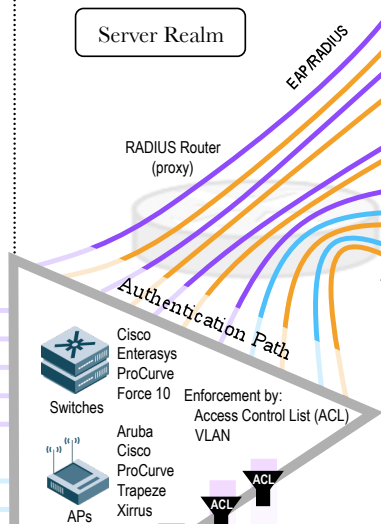 Server Realm
EAP/RADIUS
RADIUS Router
(proxy)
Authentication Path
Cisco
Enterasys
ProCurve
Force 10
Switches
Enforcement by:
Access Control List (ACL)
VLAN
Aruba
Cisco
ProCurve
Trapeze
Xirrus
APs
ACL
ACL